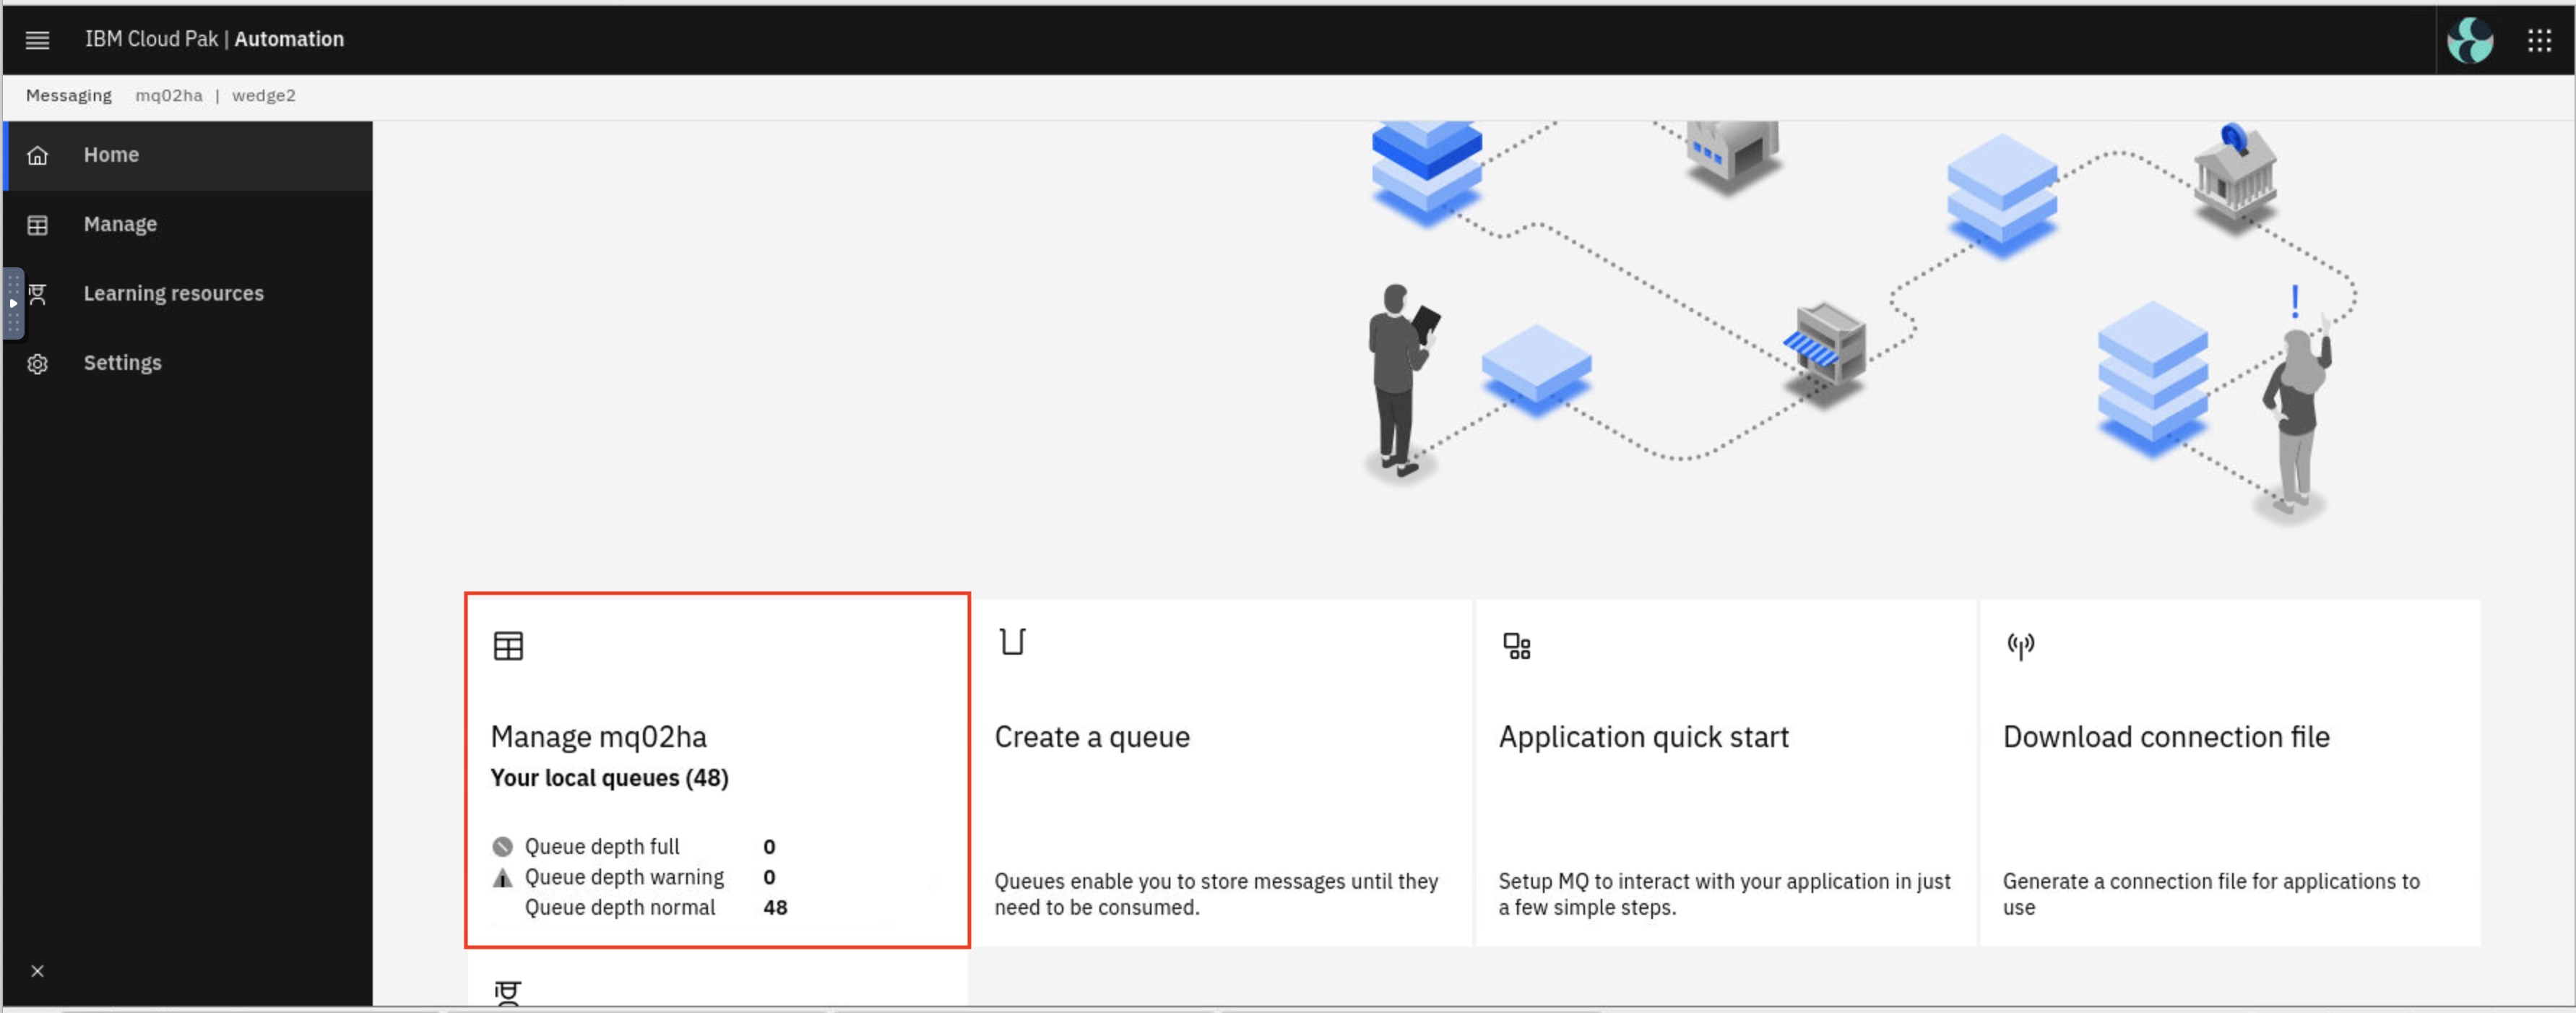 IBM Cloud Pak | Automation
Messaging mq02ha | wedge2
Home
Manage
Learning resources
Settings
Manage mq02ha
Your local queues (48)
Queue depth full 0
Queue depth warning 0
Queue depth normal 48
Create a queue
Queues enable you to store messages until they
need to be consumed.
Application quick start
Setup MQ to interact with your application in just
a few simple steps.
Download connection file
Generate a connection file for applications to
use